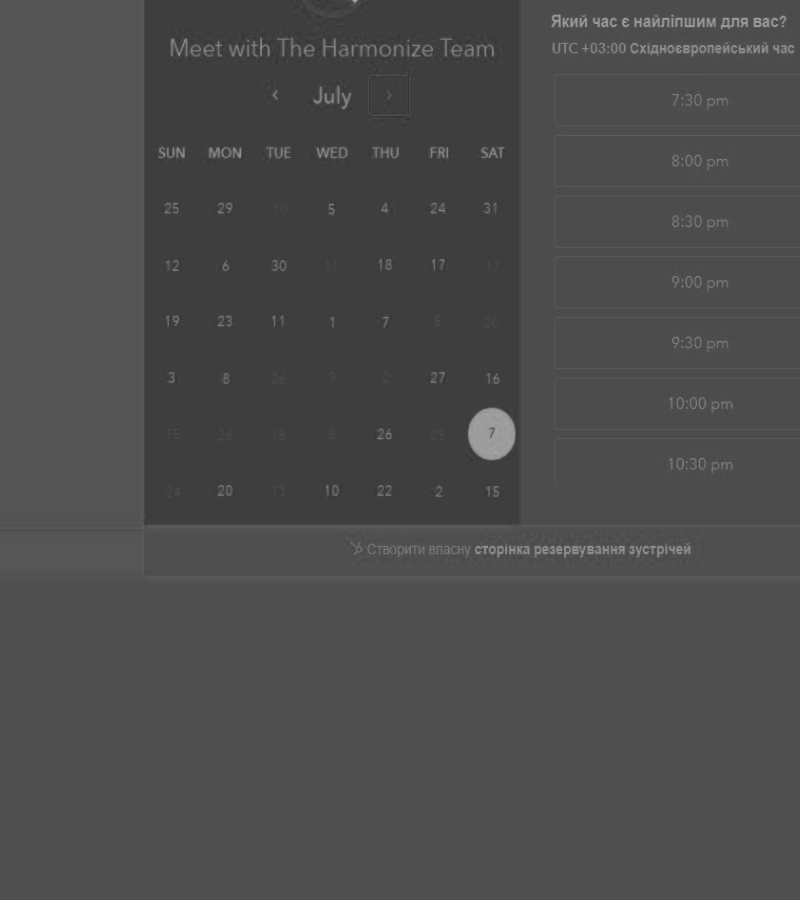 Meet with The Harmonize Team
July
SUN MON TUE WED THU FRI SAT
25 29 10 5 4 24 31
12 6 30 11 18 17 17
19 23 11 1 7 5 20
3 8 26 9 2 27 16
15 26 18 8 26 25 7
24 20 13 10 22 2 15
Який час є найліпшим для вас?
UTC +03:00 Східноєвропейський час
7:30 pm
8:00 pm
8:30 pm
9:00 pm
9:30 pm
10:00 pm
10:30 pm
Створити власну сторінка резервування зустрічей